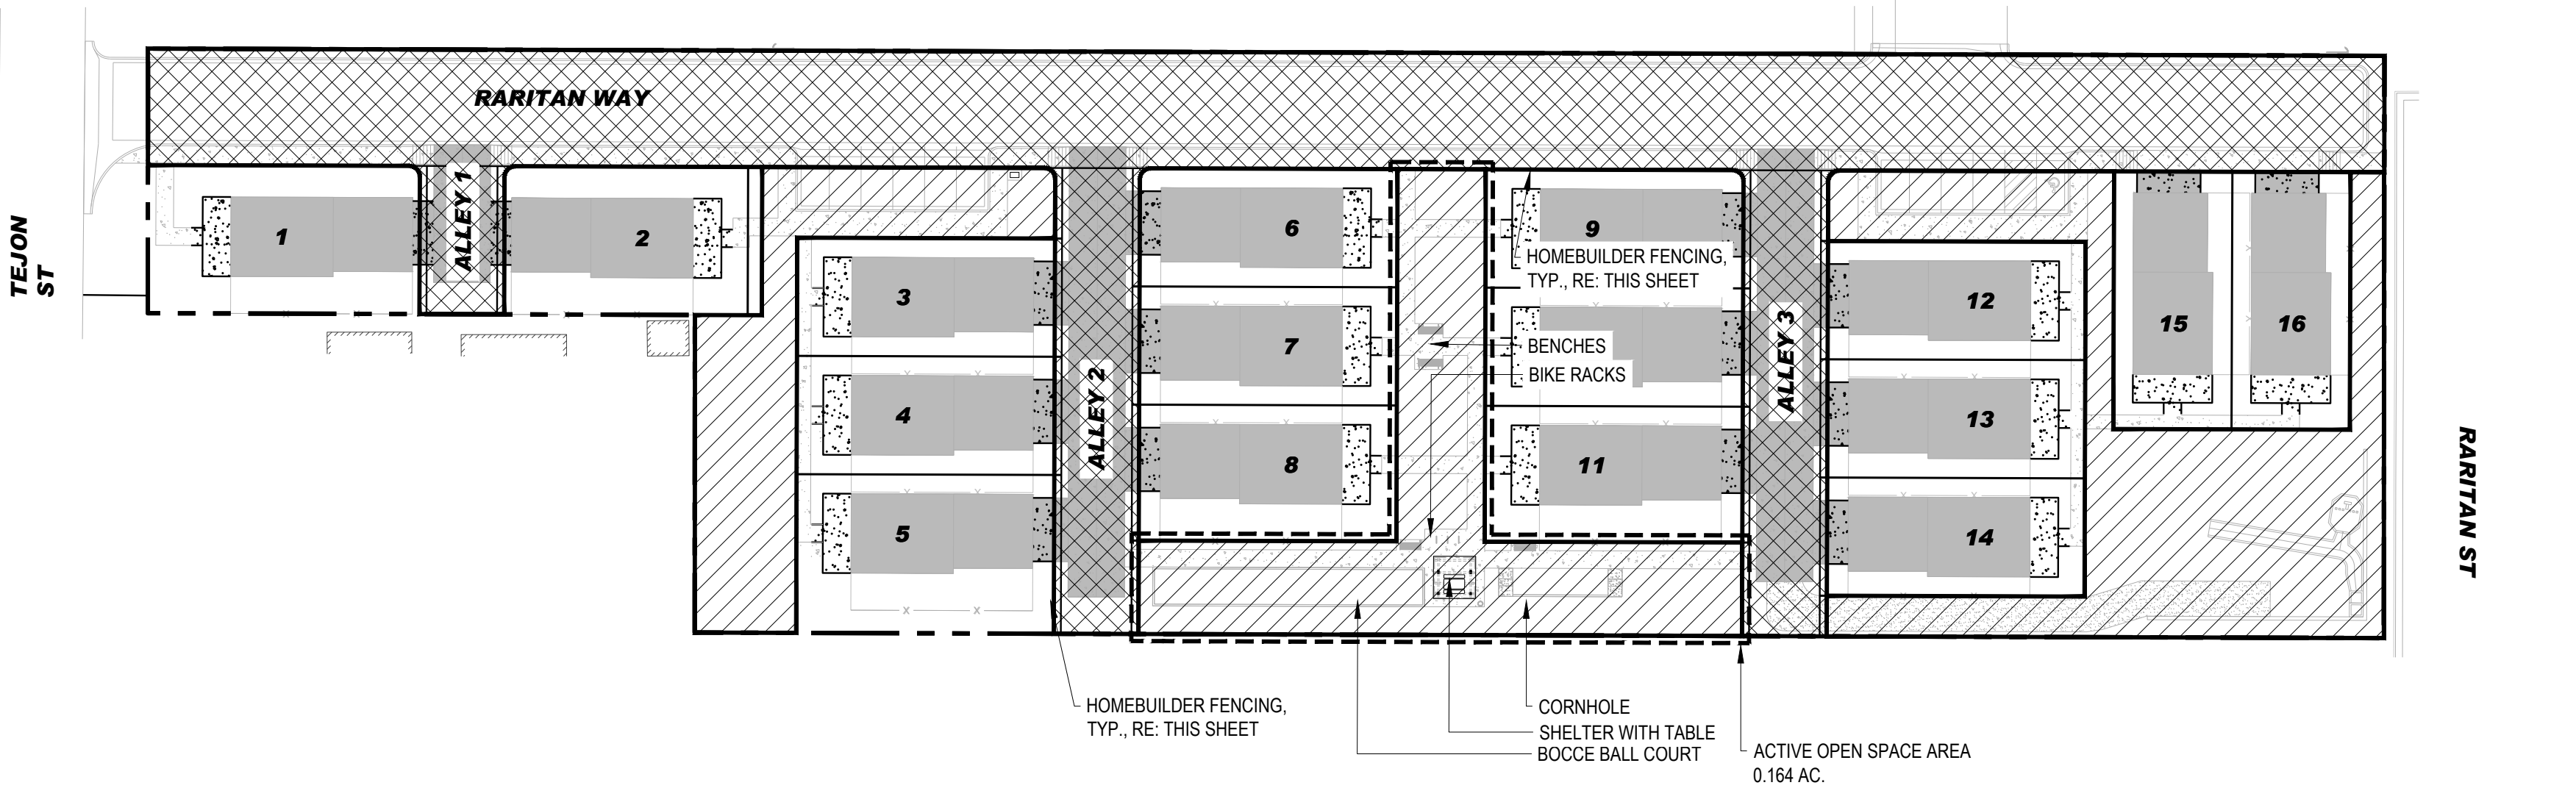 RARITAN WAY
TEJON
ST
ALLEY 1
1
2
3
4
5
ALLEY 2
6
7
8
9
HOMEBUILDER FENCING,
TYP., RE: THIS SHEET
BENCHES
BIKE RACKS
11
ALLEY 3
12
13
14
15
16
RARITAN ST
HOMEBUILDER FENCING,
TYP., RE: THIS SHEET
CORNHOLE
SHELTER WITH TABLE
BOCCE BALL COURT
ACTIVE OPEN SPACE AREA
0.164 AC.